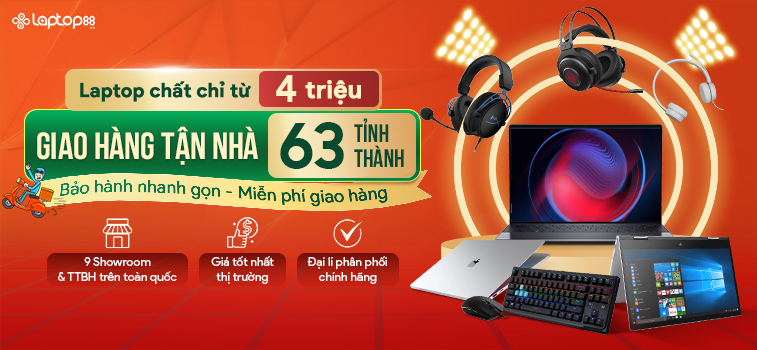 Laptop88
Laptop chất chỉ từ
4 triệu
GIAO HÀNG TẬN NHÀ
63
TỈNH
THÀNH
Bảo hành nhanh gọn - Miễn phí giao hàng
9 Showroom
& TTBH trên toàn quốc
Giá tốt nhất
thị trường
Đại lí phân phối
chính hãng